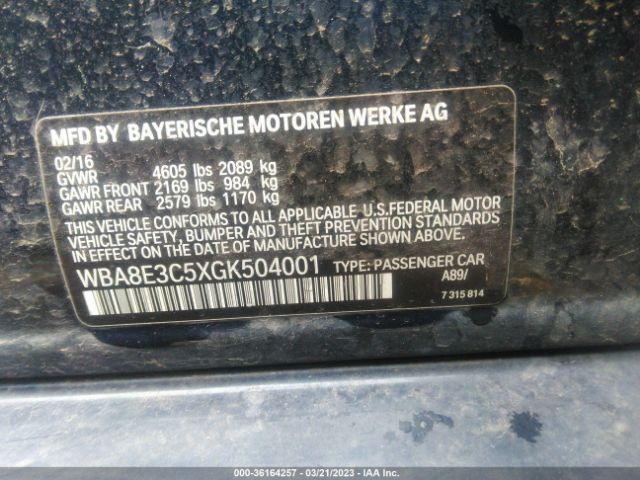 MFD BY BAYERISCHE MOTOREN WERKE AG
02/16
GVWR 4605 lbs 2089 kg
GAWR FRONT 2169 lbs 984 kg
GAWR REAR 2579 lbs 1170 kg
THIS VEHICLE CONFORMS TO ALL APPLICABLE U.S.FEDERAL MOTOR
VEHICLE SAFETY, BUMPER AND THEFT PREVENTION STANDARDS
IN EFFECT ON THE DATE OF MANUFACTURE SHOWN ABOVE.
WBA8E3C5XGK504001 TYPE: PASSENGER CAR
A89/
7 315 814
000-36164257 - 03/21/2023 - IAA Inc.